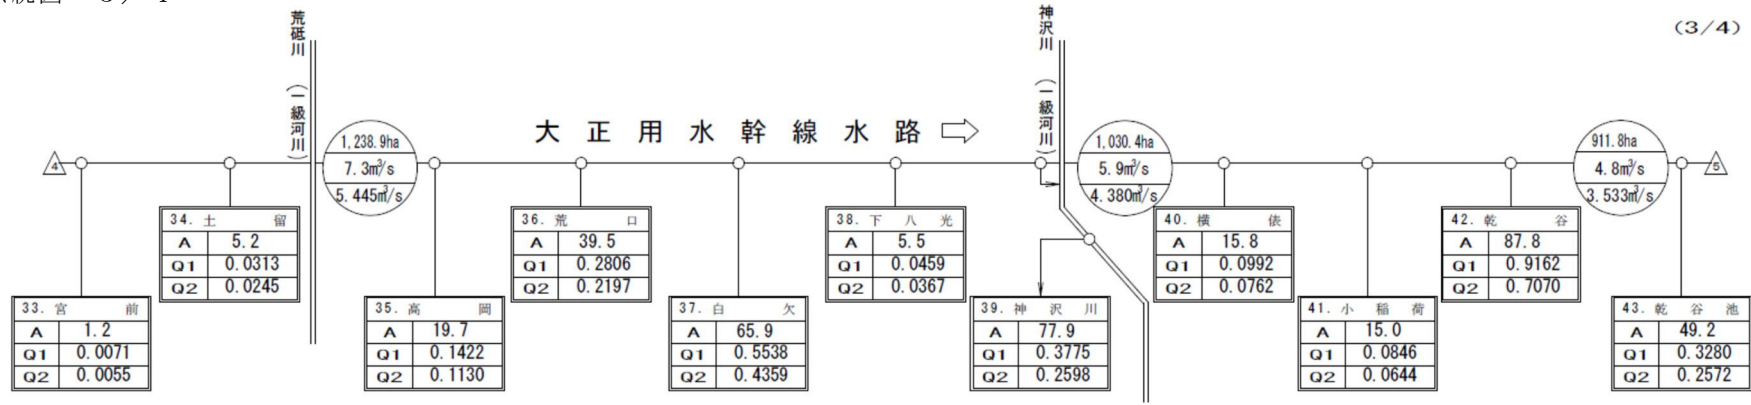 (3/4)
荒砥川(一級河川)
神沢川(一級河川)
大正用水幹線水路
4
1,238.9ha
7.3㎥/s
5.445㎥/s
1,030.4ha
5.9㎥/s
4.380㎥/s
911.8ha
4.8㎥/s
3.533㎥/s
5
33. 宮前
A 1.2
Q1 0.0071
Q2 0.0055
34. 土留
A 5.2
Q1 0.0313
Q2 0.0245
35. 高岡
A 19.7
Q1 0.1422
Q2 0.1130
36. 荒口
A 39.5
Q1 0.2806
Q2 0.2197
37. 白欠
A 65.9
Q1 0.5538
Q2 0.4359
38. 下八光
A 5.5
Q1 0.0459
Q2 0.0367
39. 神沢川
A 77.9
Q1 0.3775
Q2 0.2598
40. 横俵
A 15.8
Q1 0.0992
Q2 0.0762
41. 小稲荷
A 15.0
Q1 0.0846
Q2 0.0644
42. 乾谷
A 87.8
Q1 0.9162
Q2 0.7070
43. 乾谷池
A 49.2
Q1 0.3280
Q2 0.2572